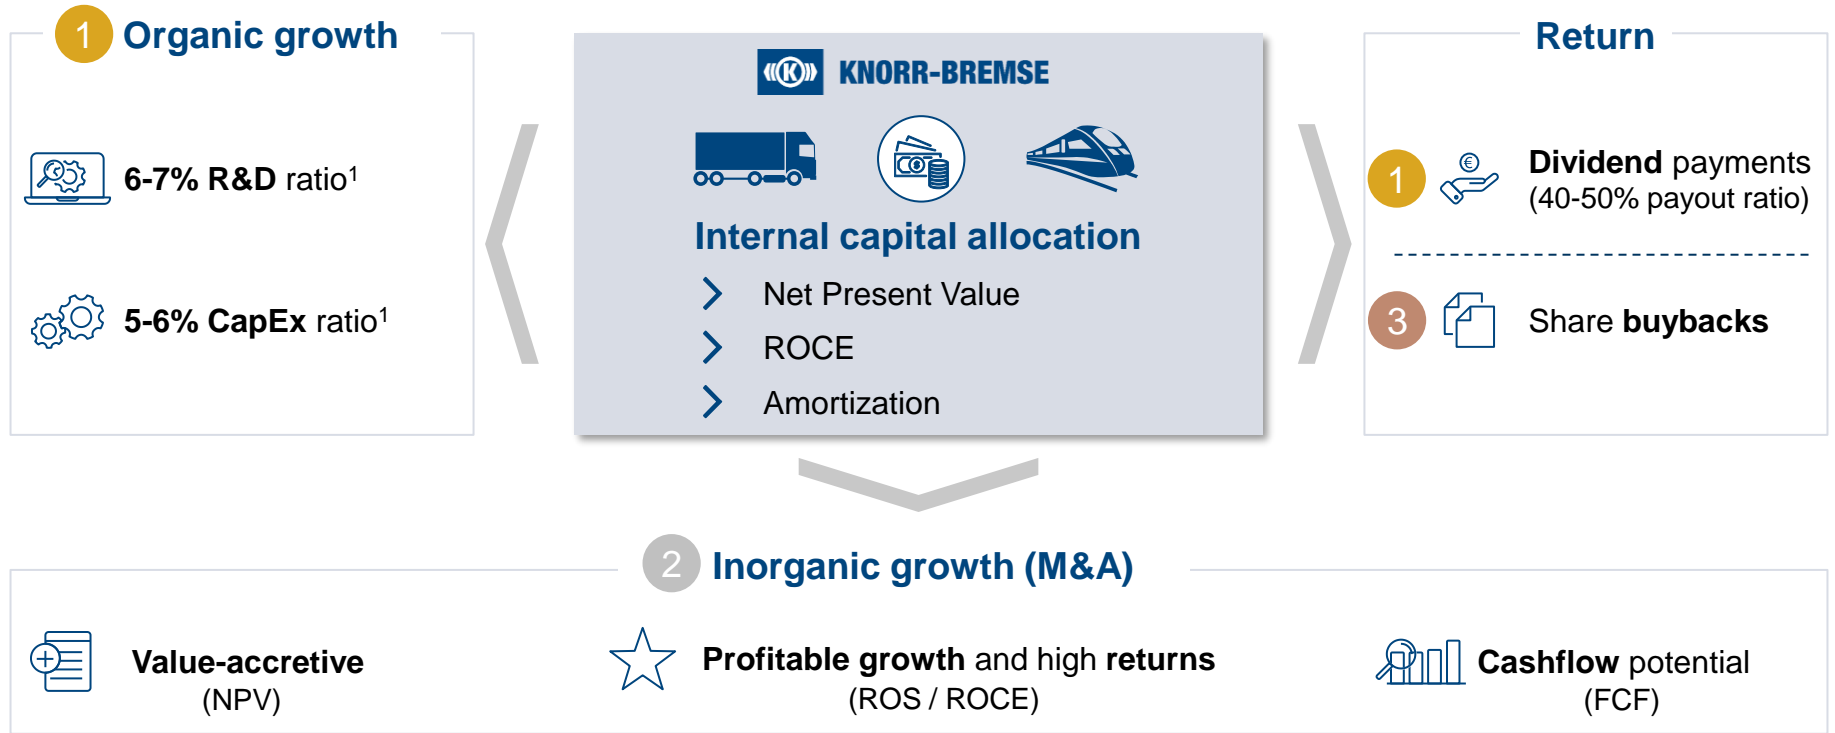 1 Organic growth
6-7% R&D ratio¹
5-6% CapEx ratio¹
K KNORR-BREMSE
Internal capital allocation
Net Present Value
ROCE
Amortization
Return
1 € Dividend payments
(40-50% payout ratio)
3 Share buybacks
2 Inorganic growth (M&A)
Value-accretive
(NPV)
Profitable growth and high returns
(ROS / ROCE)
Cashflow potential
(FCF)